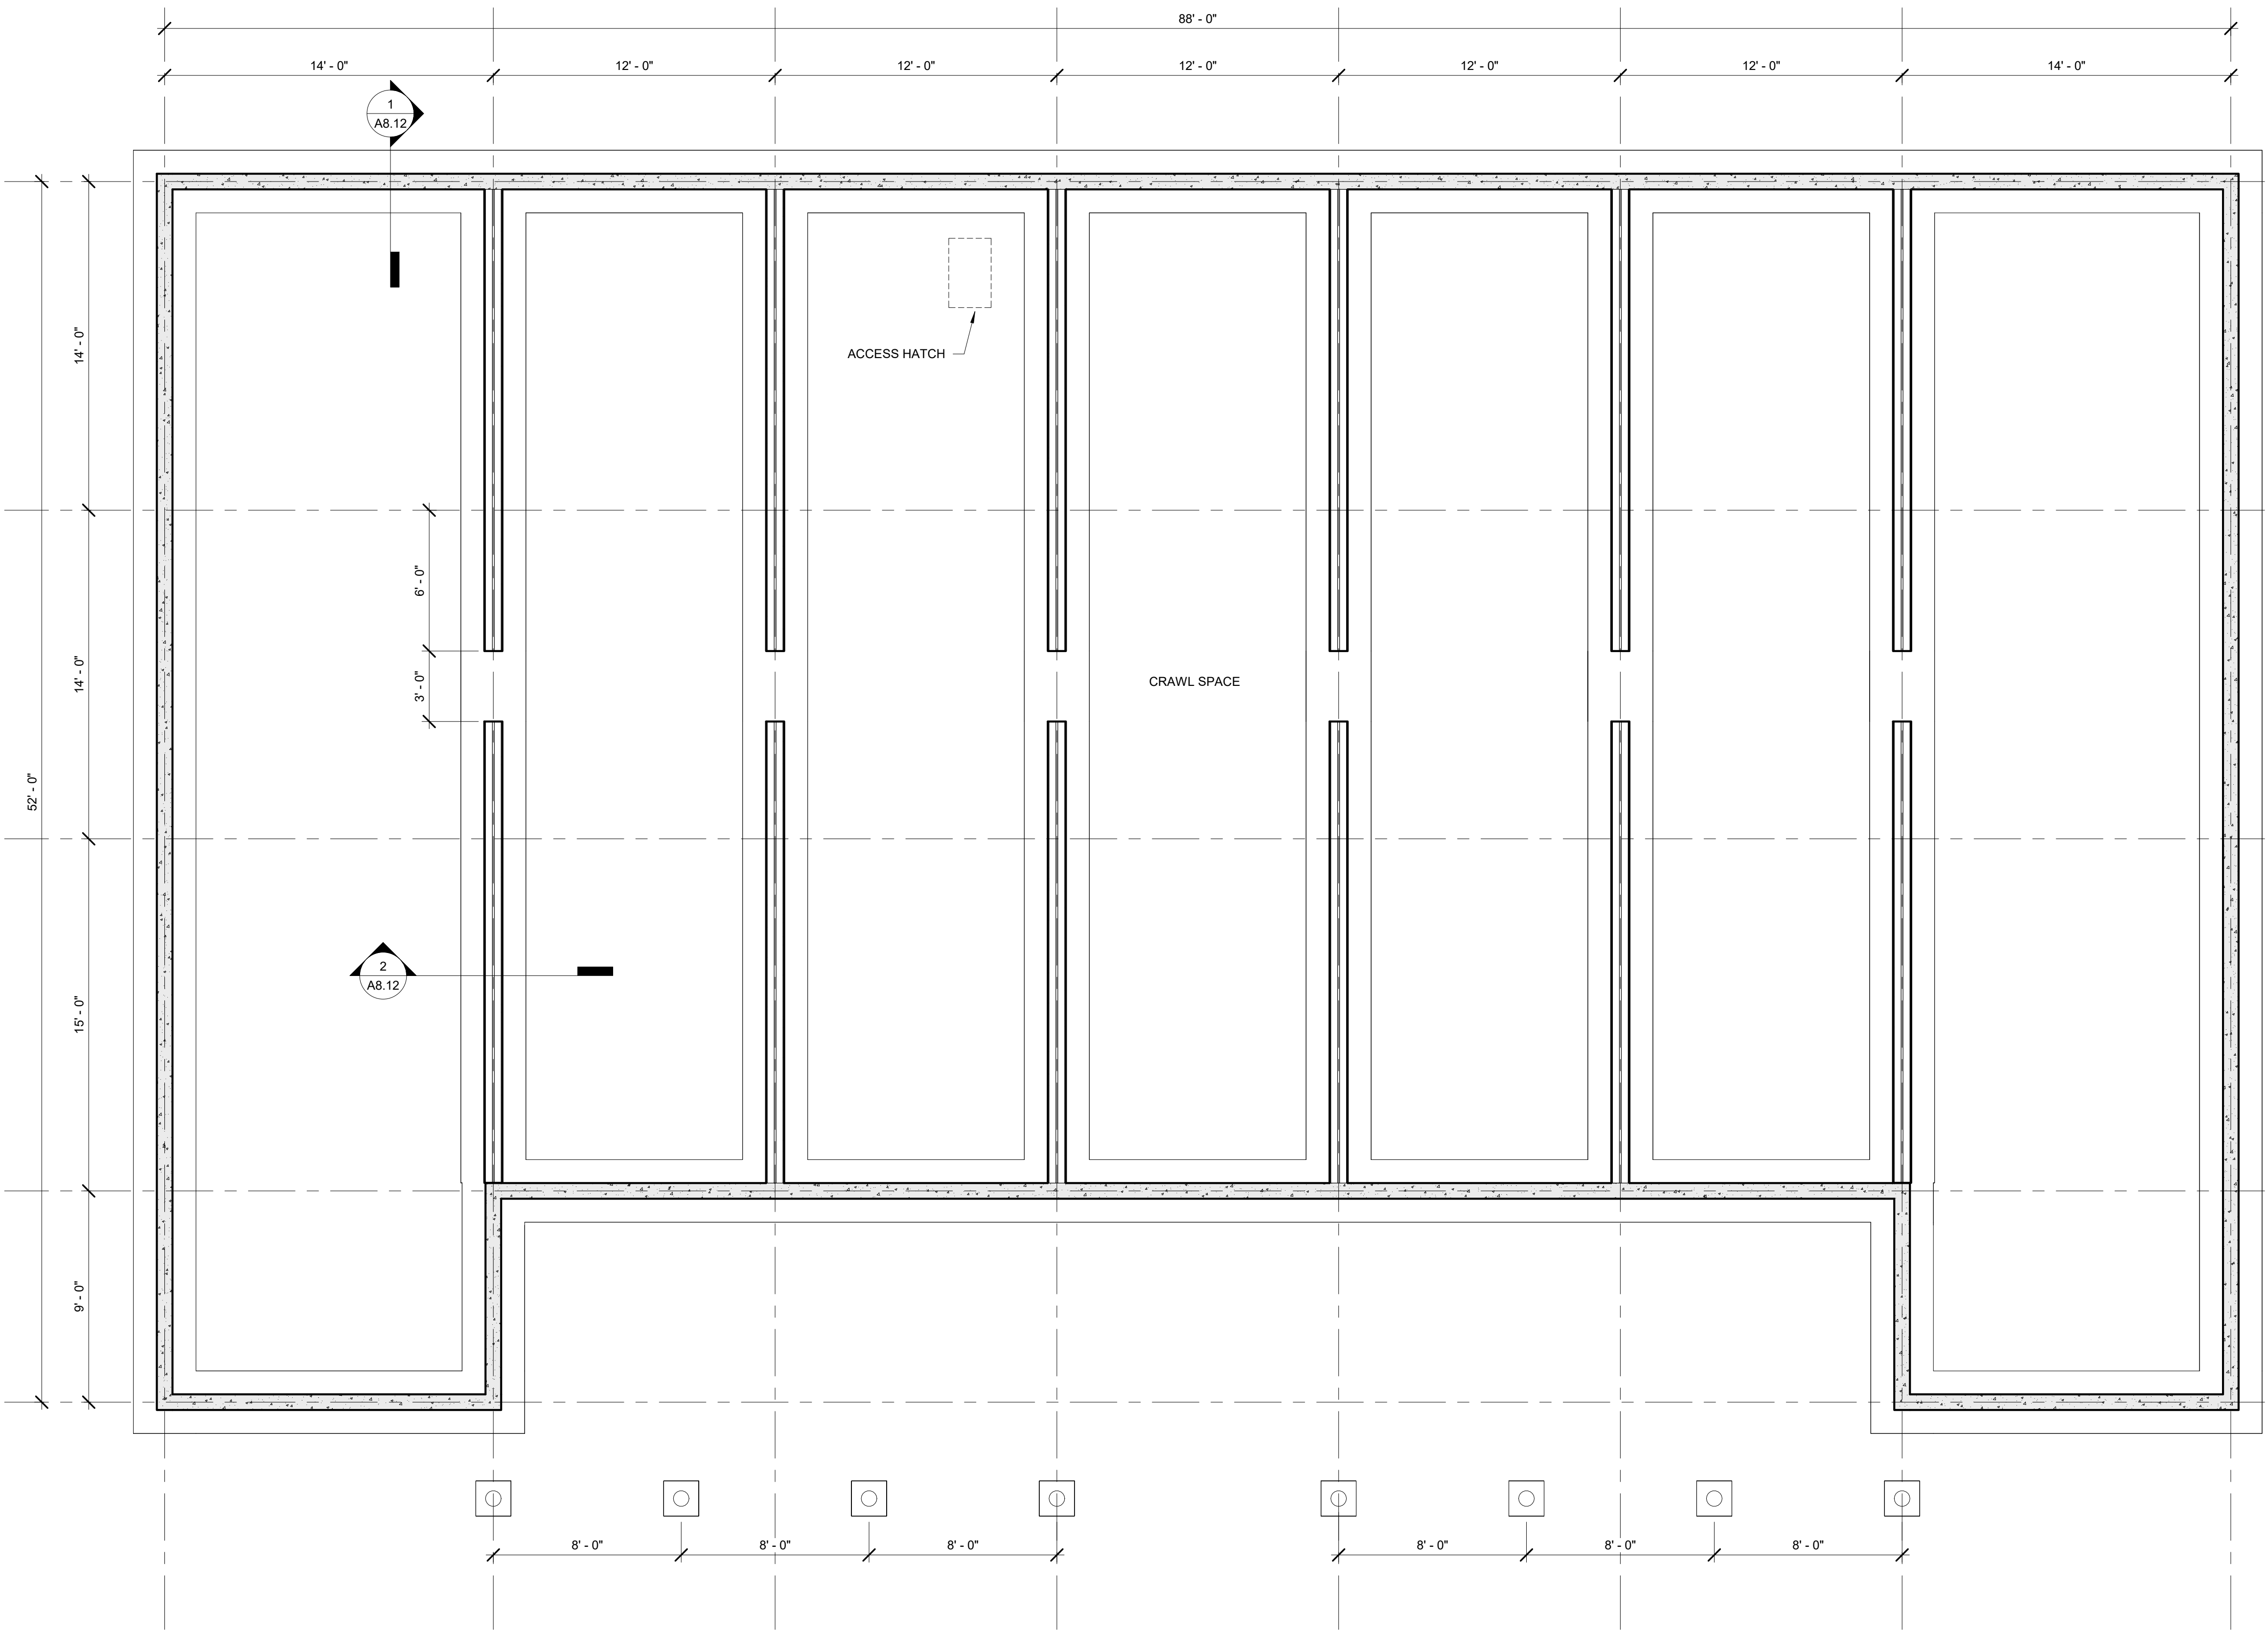 88' - 0"
14' - 0"
12' - 0"
12' - 0"
12' - 0"
12' - 0"
12' - 0"
14' - 0"
1
A8.12
14' - 0"
ACCESS HATCH
6' - 0"
14' - 0"
3' - 0"
CRAWL SPACE
52' - 0"
2
A8.12
15' - 0"
9' - 0"
8' - 0"
8' - 0"
8' - 0"
8' - 0"
8' - 0"
8' - 0"